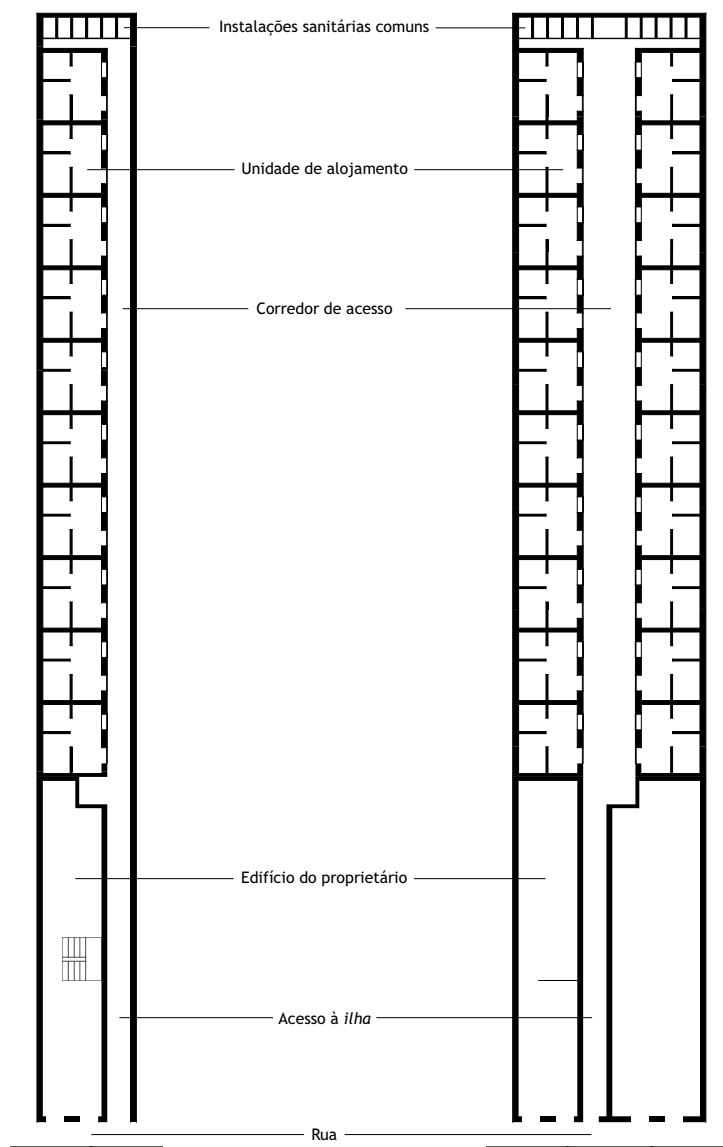 Instalações sanitárias comuns
Unidade de alojamento
Corredor de acesso
Edifício do proprietário
Acesso à ilha
Rua